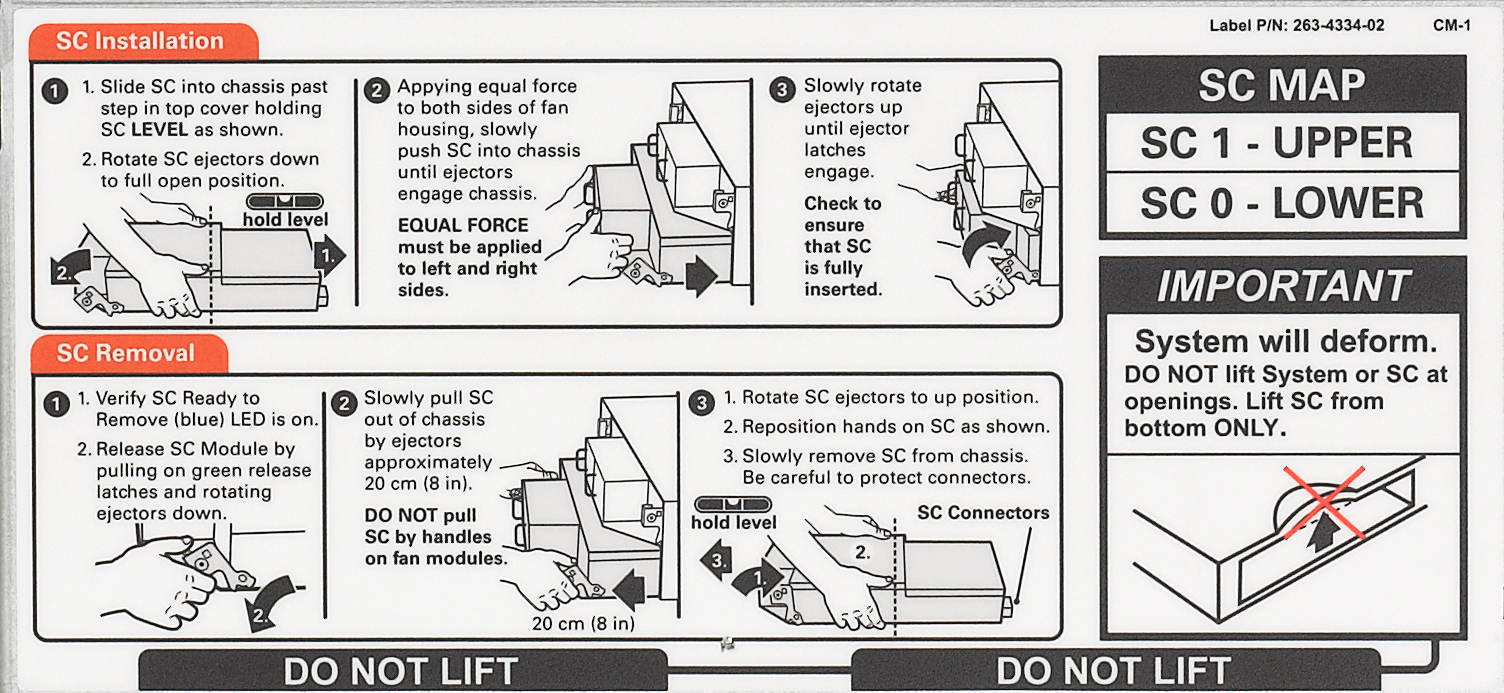 Label P/N: 263-4334-02 CM-1
SC Installation
1
1. Slide SC into chassis past
step in top cover holding
SC LEVEL as shown.
2. Rotate SC ejectors down
to full open position.
hold level
1.
2.
2
Applying equal force
to both sides of fan
housing, slowly
push SC into chassis
until ejectors
engage chassis.
EQUAL FORCE
must be applied
to left and right
sides.
3
Slowly rotate
ejectors up
until ejector
latches
engage.
Check to
ensure
that SC
is fully
inserted.
SC Removal
1
1. Verify SC Ready to
Remove (blue) LED is on.
2. Release SC Module by
pulling on green release
latches and rotating
ejectors down.
2.
2
Slowly pull SC
out of chassis
by ejectors
approximately
20 cm (8 in).
DO NOT pull
SC by handles
on fan modules.
20 cm (8 in)
3
1. Rotate SC ejectors to up position.
2. Reposition hands on SC as shown.
3. Slowly remove SC from chassis.
Be careful to protect connectors.
hold level
SC Connectors
2.
3.
1.
SC MAP
SC 1 - UPPER
SC 0 - LOWER
IMPORTANT
System will deform.
DO NOT lift System or SC at
openings. Lift SC from
bottom ONLY.
DO NOT LIFT
DO NOT LIFT